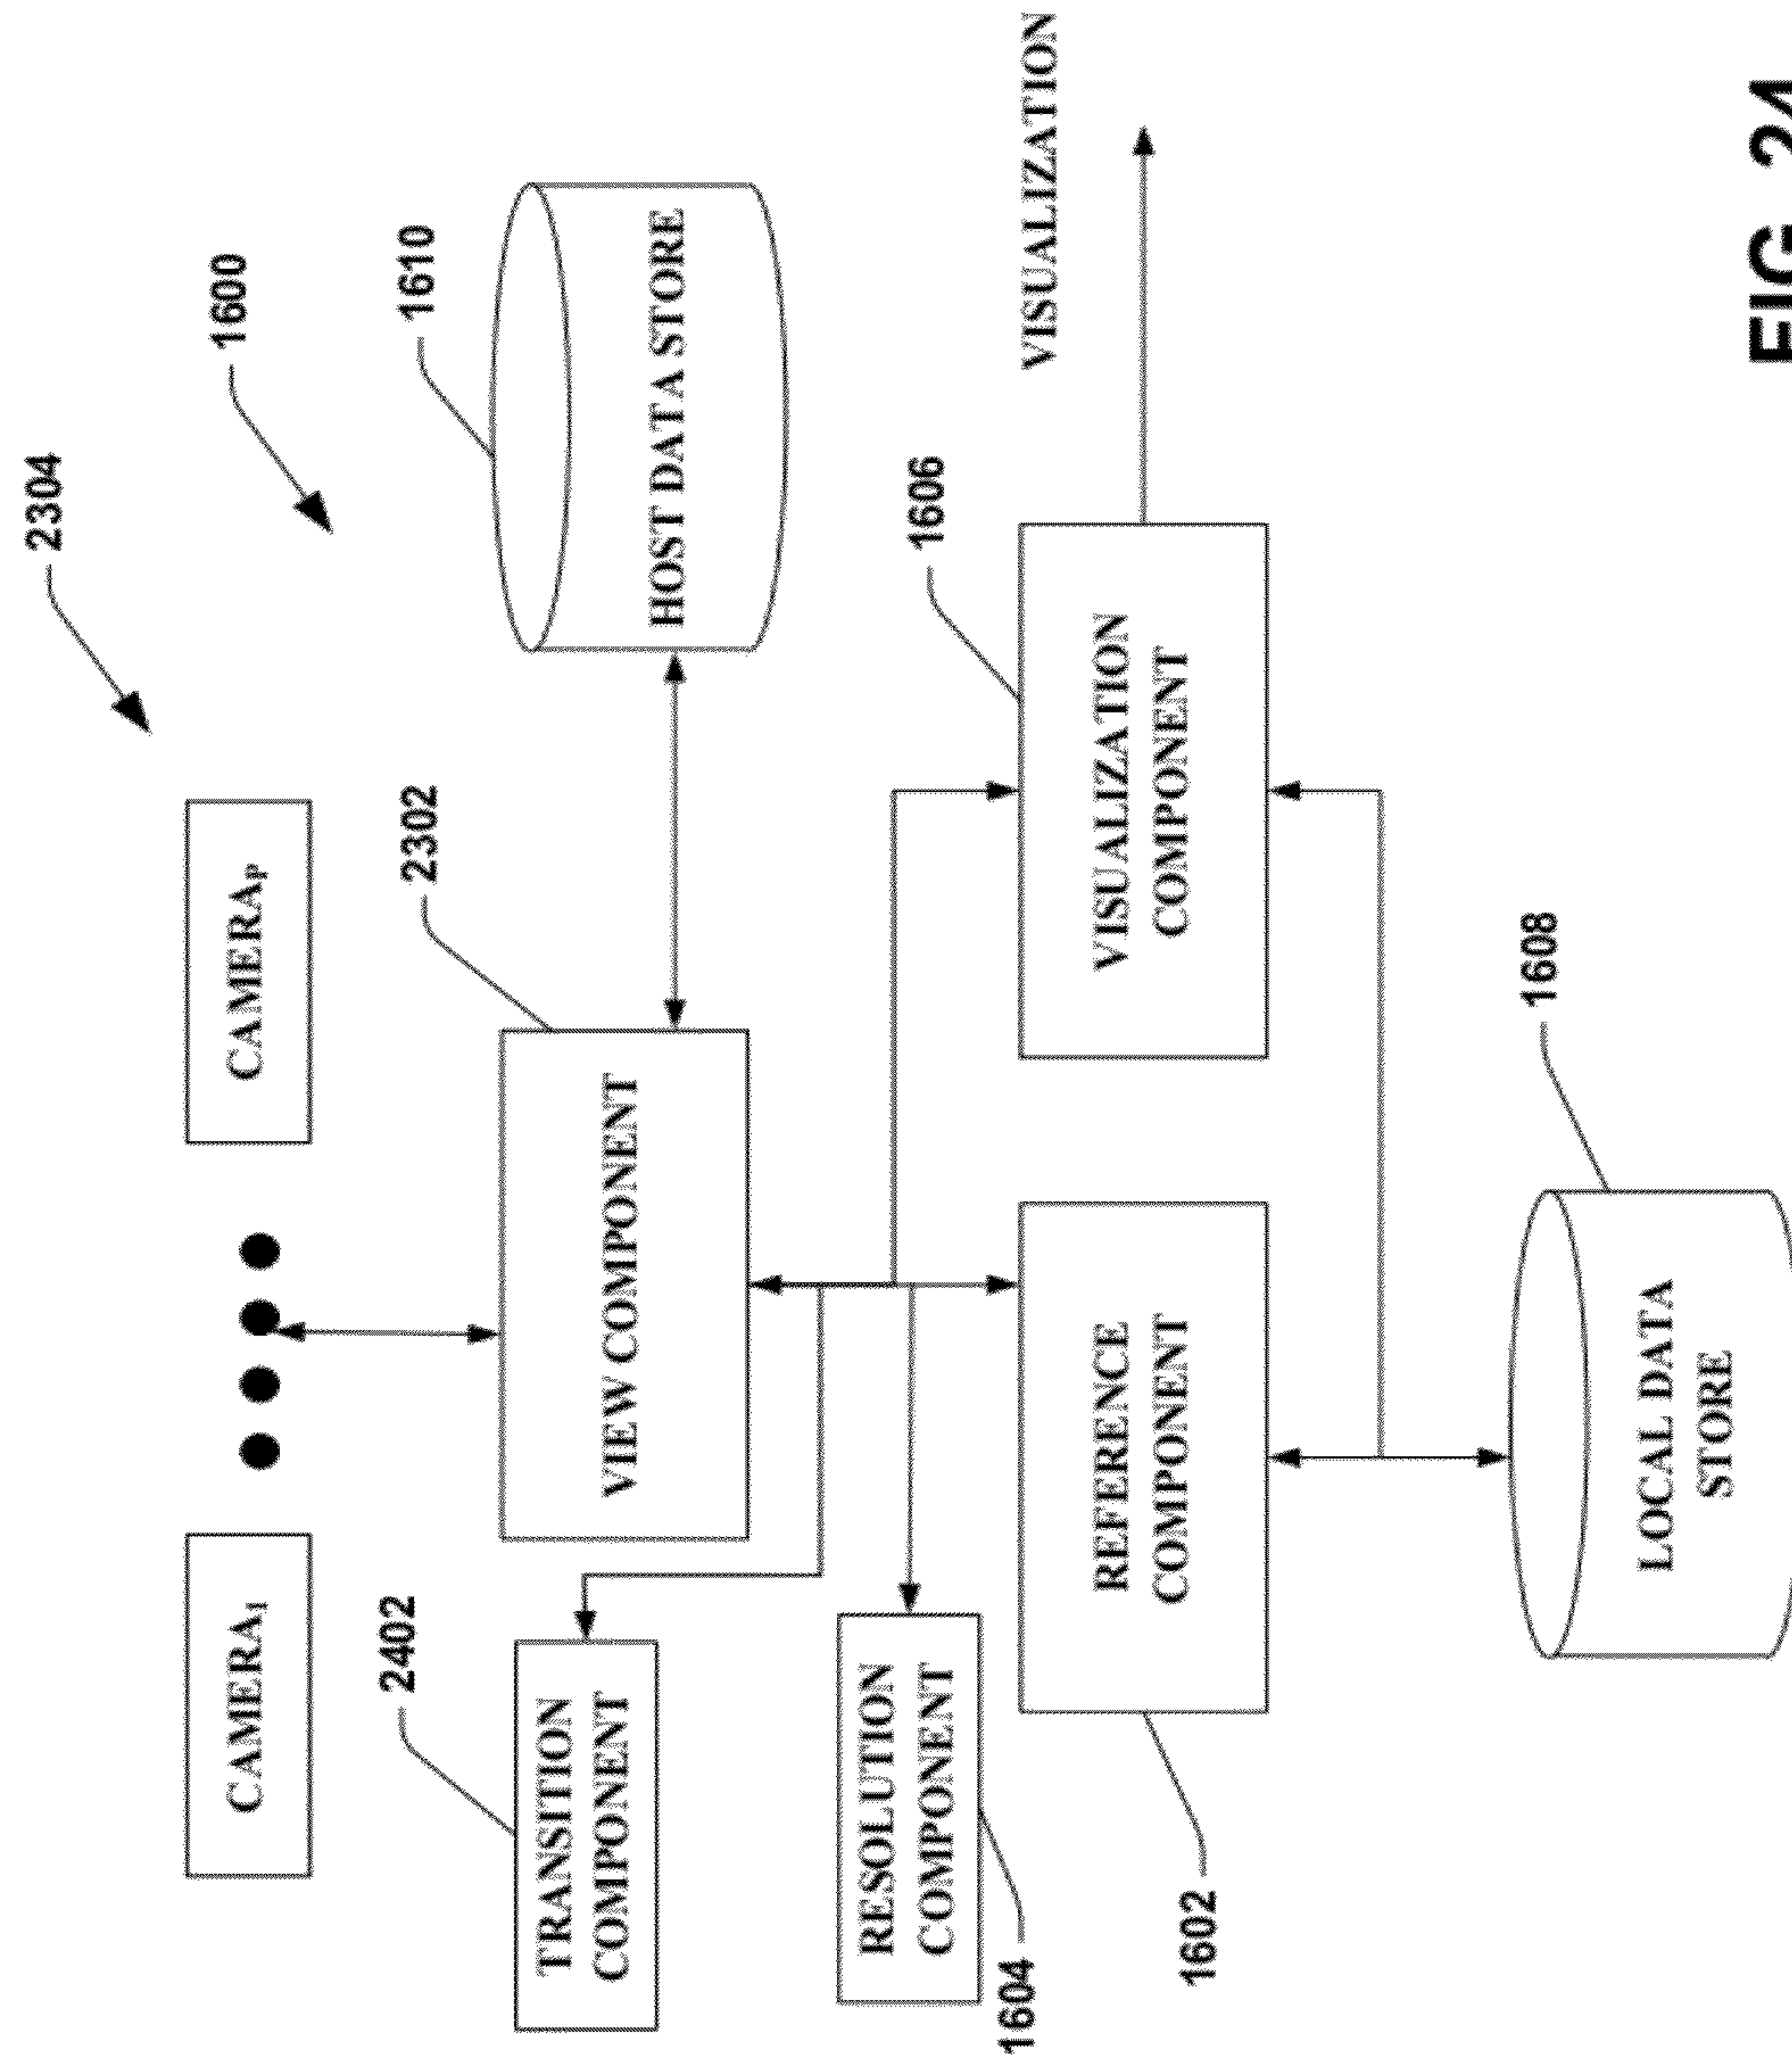 2304
CAMERA1
CAMERAP
1600
2402
2302
1610
TRANSITION
COMPONENT
VIEW COMPONENT
HOST DATA STORE
RESOLUTION
COMPONENT
1604
1606
REFERENCE
COMPONENT
VISUALIZATION
COMPONENT
VISUALIZATION
1602
1608
LOCAL DATA
STORE
FIG. 24